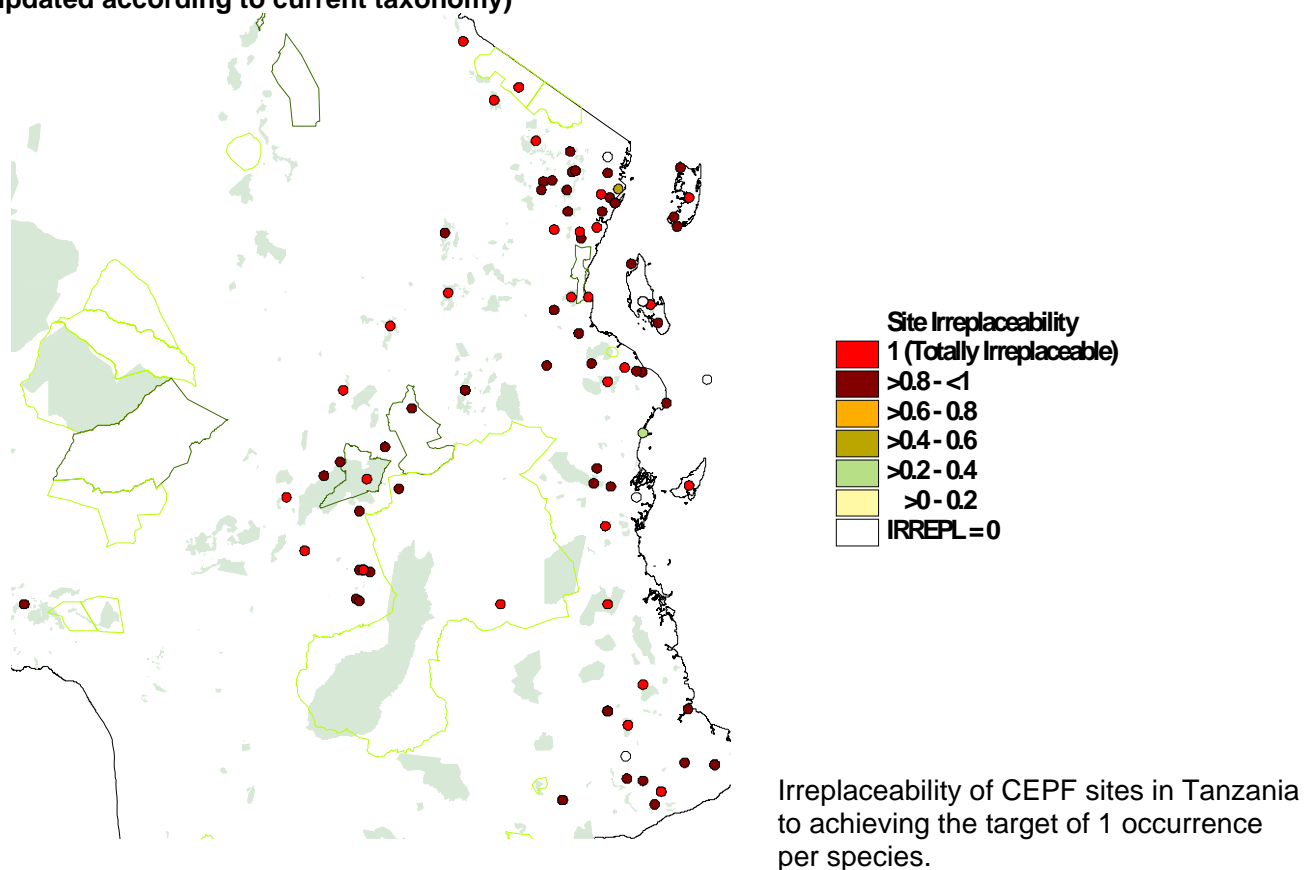 updated according to current taxonomy)
Site Irreplaceability
1 (Totally Irreplaceable)
>0.8 - <1
>0.6 - 0.8
>0.4 - 0.6
>0.2 - 0.4
>0 - 0.2
IRREPL = 0
Irreplaceability of CEPF sites in Tanzania
to achieving the target of 1 occurrence
per species.